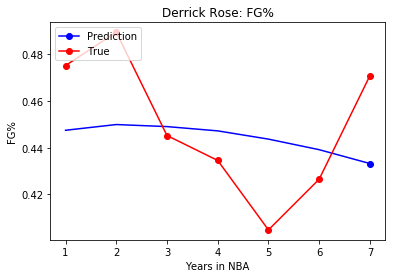 Derrick Rose: FG%
Prediction
True
0.48
0.46
0.44
0.42
FG%
1 2 3 4 5 6 7
Years in NBA